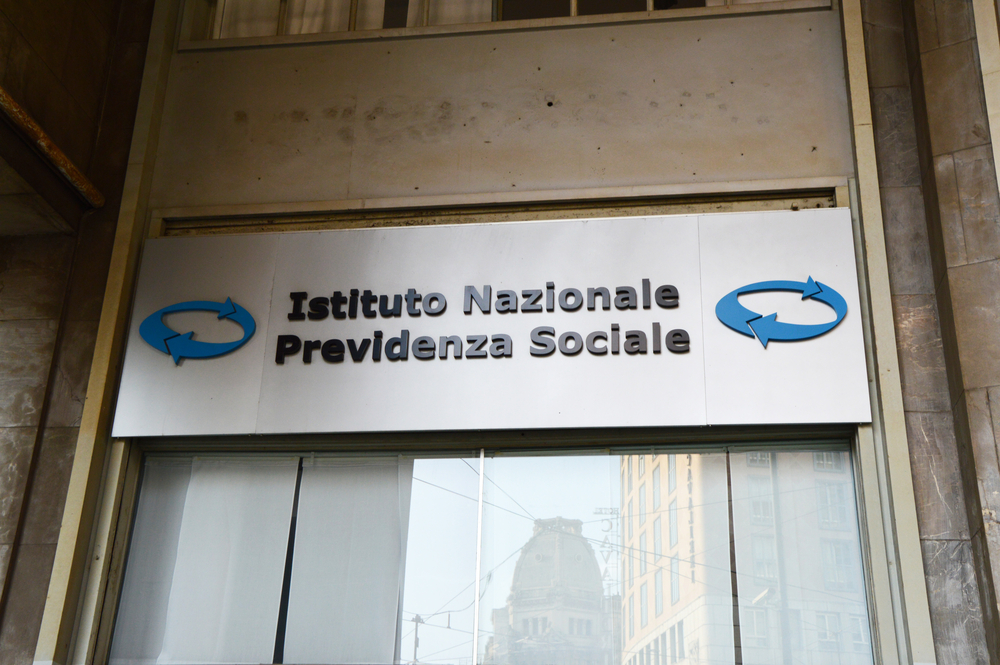 Istituto Nazionale
Previdenza Sociale